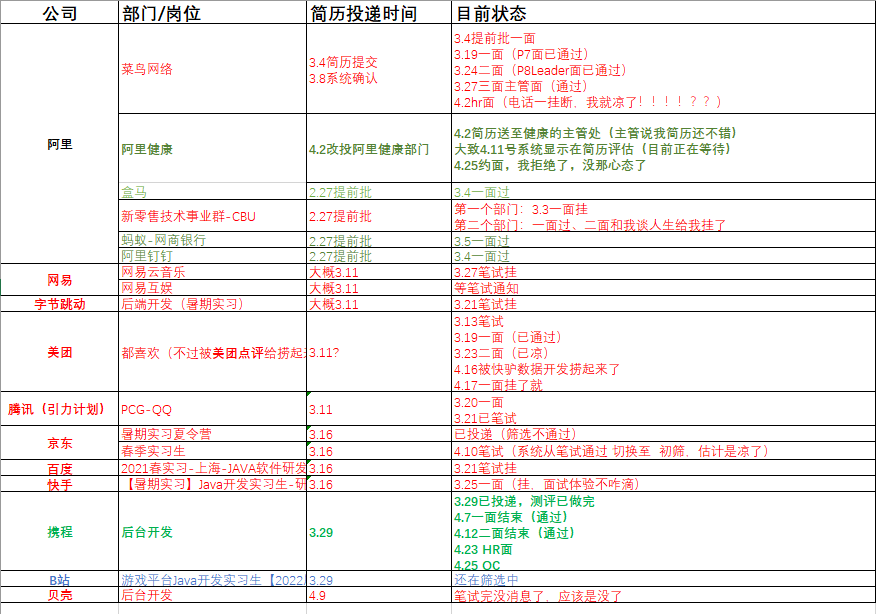 公司 部门/岗位 简历投递时间 目前状态
阿里
菜鸟网络
3.4简历提交
3.8系统确认
3.4提前批一面
3.19一面（P7面已通过）
3.24二面（P8Leader面已通过）
3.27三面主管面（通过）
4.2hr面（电话一挂断，我就凉了！！！！？？）
阿里健康
4.2改投阿里健康部门
4.2简历送至健康的主管处（主管说我简历还不错）
大致4.11号系统显示在简历评估（目前正在等待）
4.25约面，我拒绝了，没那心态了
盒马 2.27提前批 3.4一面过
新零售技术事业群-CBU
2.27提前批
第一个部门：3.3一面挂
第二个部门：一面过、二面和我谈人生给我挂了
蚂蚁-网商银行 2.27提前批 3.5一面过
阿里钉钉 2.27提前批 3.4一面过
网易
网易云音乐 大概3.11 3.27笔试挂
网易互娱 大概3.11 等笔试通知
字节跳动 后端开发（暑期实习） 大概3.11 3.21笔试挂
美团
都喜欢（不过被美团点评给捞起
3.11?
3.13笔试
3.19一面（已通过）
3.23二面（已凉）
4.16被快驴数据开发捞起来了
4.17一面挂了就
腾讯（引力计划） PCG-QQ 3.11
3.20一面
3.21已笔试
京东
暑期实习夏令营 3.16 已投递（筛选不通过）
春季实习生 3.16 4.10笔试（系统从笔试通过 切换至 初筛，估计是凉了）
百度 2021春实习-上海-JAVA软件研发 3.16 3.21笔试挂
快手 【暑期实习】Java开发实习生-研 3.16 3.25一面（挂，面试体验不咋滴）
携程
后台开发
3.29
3.29已投递，测评已做完
4.7一面结束（通过）
4.12二面结束（通过）
4.23 HR面
4.25 OC
B站 游戏平台Java开发实习生【2022 3.29 还在筛选中
贝壳 后台开发 4.9 笔试完没消息了，应该是没了